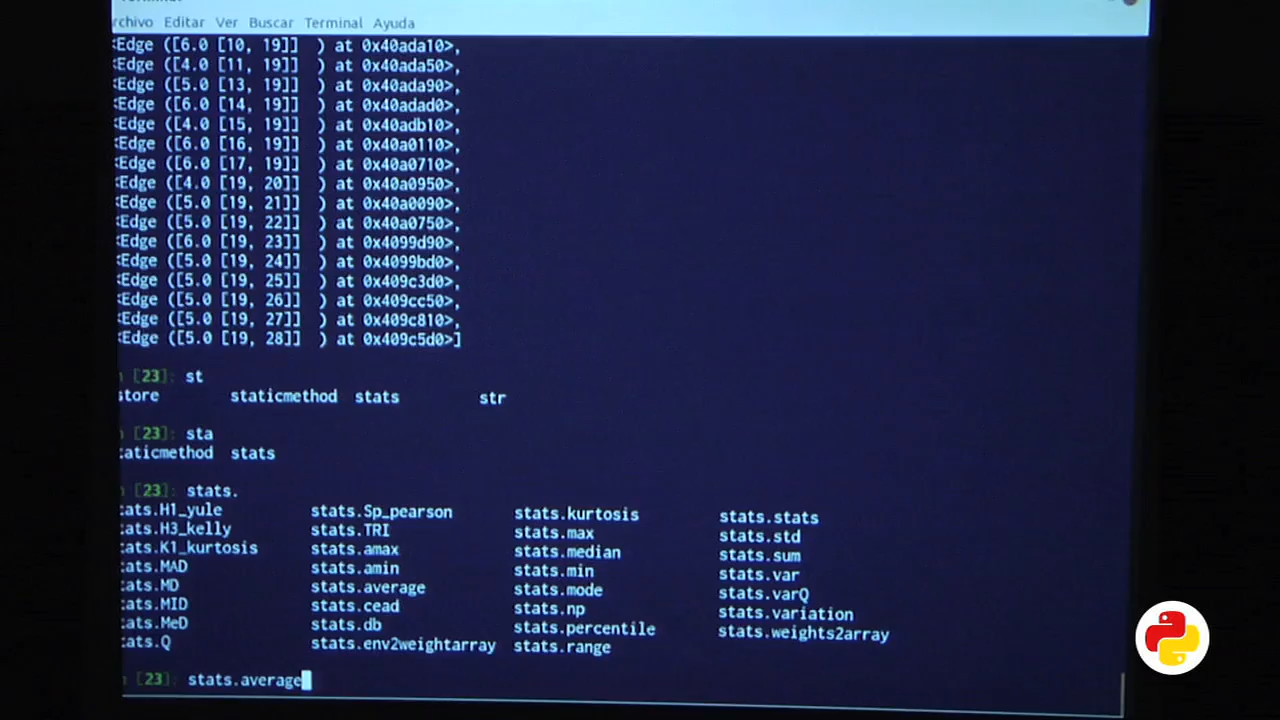 rchivo Editar Ver Buscar Terminal Ayuda
<Edge ([6.0 [10, 19]] ) at 0x40ada10>,
<Edge ([4.0 [11, 19]] ) at 0x40ada50>,
<Edge ([5.0 [13, 19]] ) at 0x40ada90>,
<Edge ([6.0 [14, 19]] ) at 0x40adad0>,
<Edge ([4.0 [15, 19]] ) at 0x40adb10>,
<Edge ([6.0 [16, 19]] ) at 0x40a0110>,
<Edge ([6.0 [17, 19]] ) at 0x40a0710>,
<Edge ([4.0 [19, 20]] ) at 0x40a0950>,
<Edge ([5.0 [19, 21]] ) at 0x40a0090>,
<Edge ([5.0 [19, 22]] ) at 0x40a0750>,
<Edge ([6.0 [19, 23]] ) at 0x4099d90>,
<Edge ([5.0 [19, 24]] ) at 0x4099bd0>,
<Edge ([5.0 [19, 25]] ) at 0x409c3d0>,
<Edge ([5.0 [19, 26]] ) at 0x409cc50>,
<Edge ([5.0 [19, 27]] ) at 0x409c810>,
<Edge ([5.0 [19, 28]] ) at 0x409c5d0>]
n [23]: st
store staticmethod stats str
n [23]: sta
taticmethod stats
n [23]: stats.
tats.H1_yule stats.Sp_pearson stats.kurtosis stats.stats
tats.H3_kelly stats.TRI stats.max stats.std
tats.K1_kurtosis stats.amax stats.median stats.sum
tats.MAD stats.amin stats.min stats.var
tats.MD stats.average stats.mode stats.varQ
tats.MID stats.cead stats.np stats.variation
tats.MeD stats.db stats.percentile stats.weights2array
tats.Q stats.env2weightarray stats.range
n [23]: stats.average